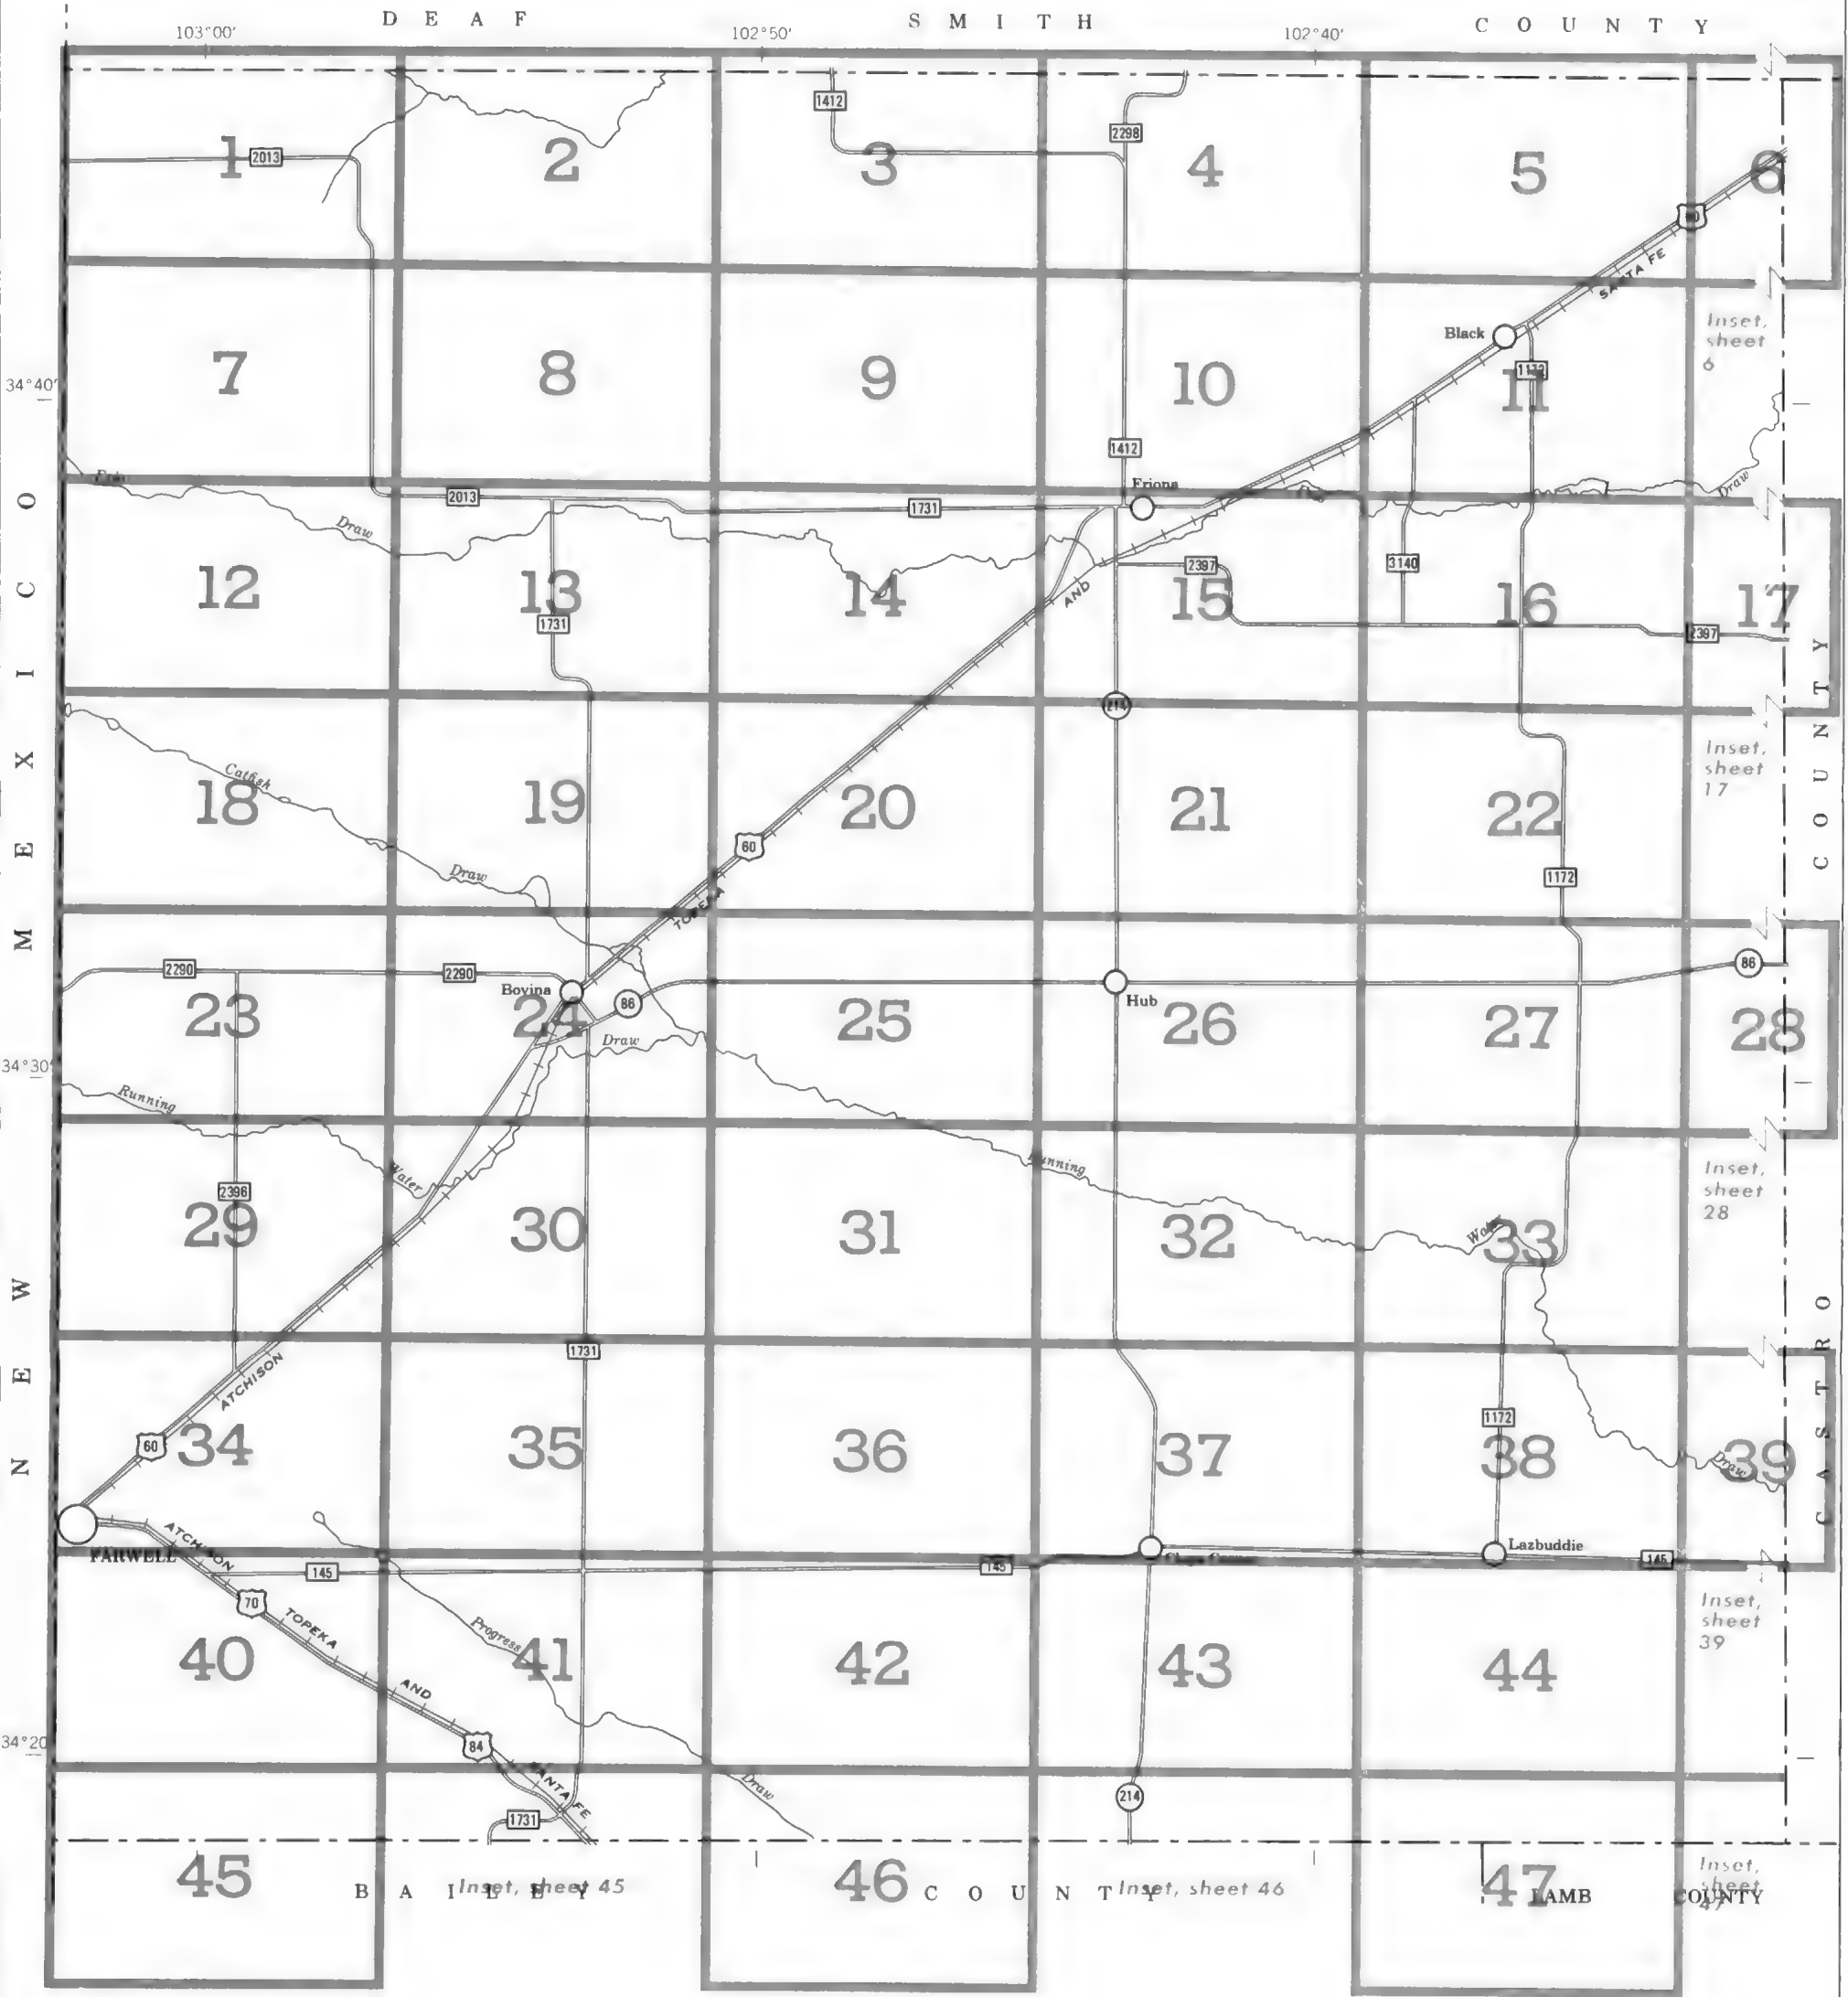 DEAF SMITH COUNTY
103°00' 102°50' 102°40'
1412
2298
1 2013 2 3 4 5 6
SANTA FE
Inset,
sheet
6
Black
34°40'
7 8 9 10 11
1172
1412
Friona
Draw
2013 1731
Draw
2397 3140
12 13 14 15 16 17
AND
1731
2397
214
Inset,
sheet
17
Catfish
18 19 20 21 22
60
Draw
1172
TOPEKA
2290 2290 86
Bovina 86 Hub
23 24 25 26 27 28
Draw
34°30'
Running
Running
Water
Inset,
sheet
28
2396
29 30 31 32 33
Water
NEW MEXICO
CASTRO COUNTY
1731
ATCHISON
1172
60
34 35 36 37 38 39
Draw
ATCHISON
FARWELL
Lazbuddie
145 145 145
70
TOPEKA
Progress
Inset,
sheet
39
40 41 42 43 44
AND
34°20'
84
SANTA FE
Draw
214
1731
45 Inset, sheet 45 46 Inset, sheet 46 47
Inset,
sheet
47
BAILEY COUNTY LAMB COUNTY